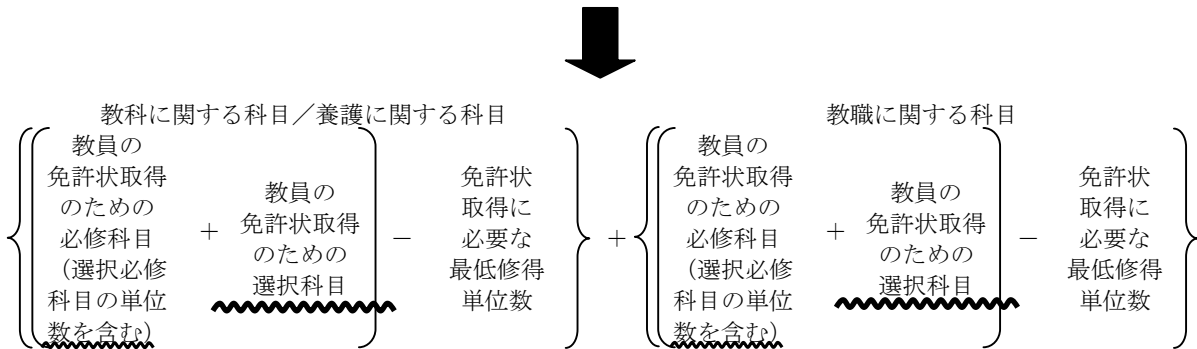 教科に関する科目／養護に関する科目
教員の
免許状取得
のための
必修科目
（選択必修
科目の単位
数を含む）
＋
教員の
免許状取得
のための
選択科目
－
免許状
取得に
必要な
最低修得
単位数
＋
教職に関する科目
教員の
免許状取得
のための
必修科目
（選択必修
科目の単位
数を含む）
＋
教員の
免許状取得
のための
選択科目
－
免許状
取得に
必要な
最低修得
単位数